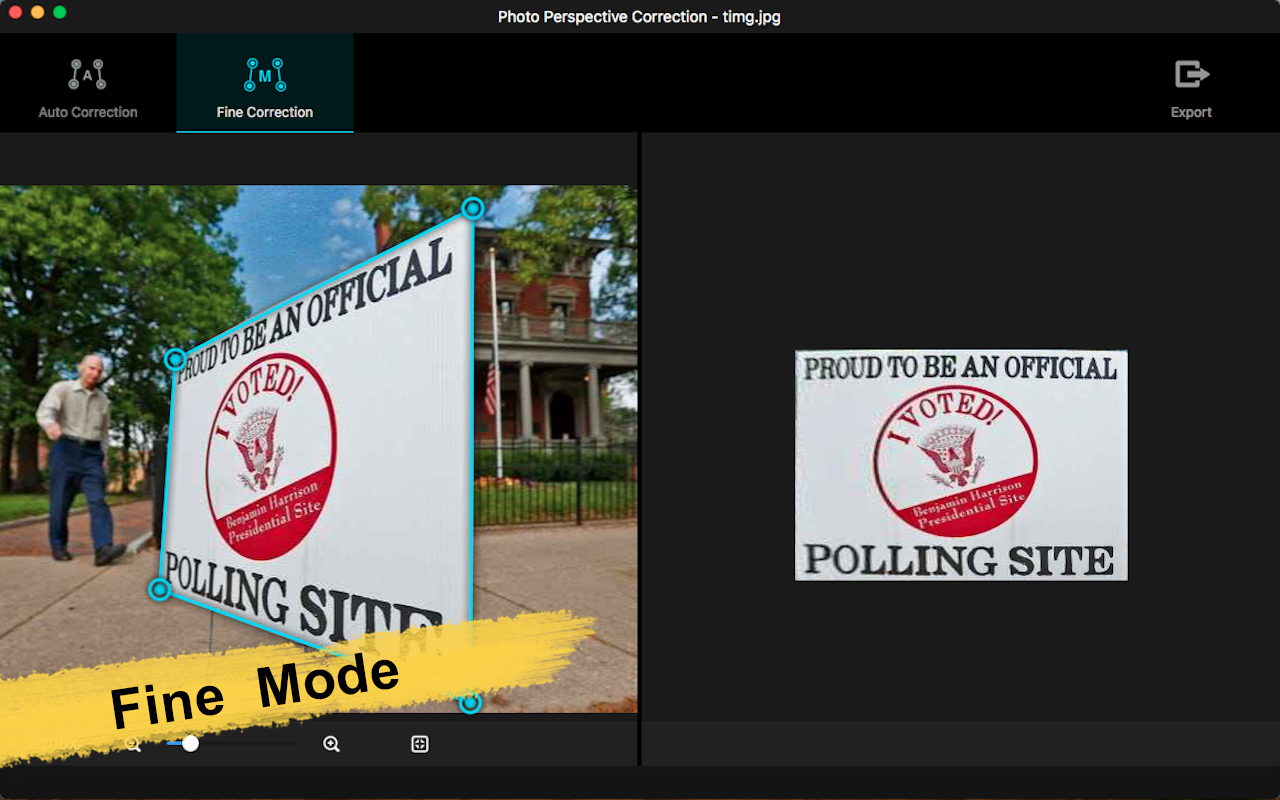 Photo Perspective Correction - timg.jpg
A
Auto Correction
M
Fine Correction
Export
PROUD TO BE AN OFFICIAL
I VOTED!
A
Benjamin Harrison
Presidential Site
POLLING SITE
Fine Mode
PROUD TO BE AN OFFICIAL
I VOTED!
A
Benjamin Harrison
Presidential Site
POLLING SITE